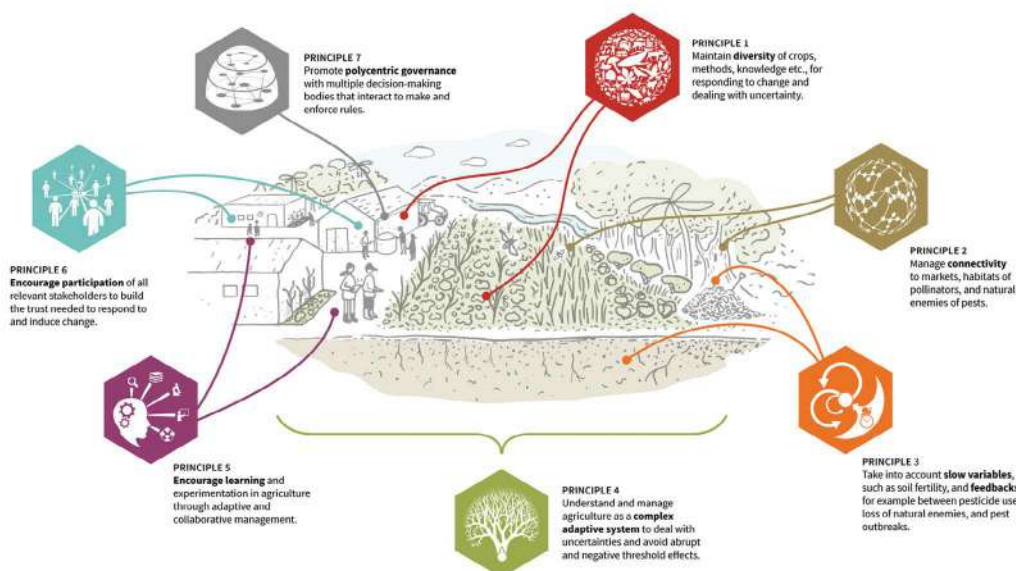 PRINCIPLE 7
Promote polycentric governance
with multiple decision-making
bodies that interact to make and
enforce rules.
PRINCIPLE 1
Maintain diversity of crops,
methods, knowledge etc., for
responding to change and
dealing with uncertainty.
PRINCIPLE 6
Encourage participation of all
relevant stakeholders to build
the trust needed to respond to
and induce change.
PRINCIPLE 2
Manage connectivity
to markets, habitats of
pollinators, and natural
enemies of pests.
PRINCIPLE 5
Encourage learning and
experimentation in agriculture
through adaptive and
collaborative management.
PRINCIPLE 4
Understand and manage
agriculture as a complex
adaptive system to deal with
uncertainties and avoid abrupt
and negative threshold effects.
PRINCIPLE 3
Take into account slow variables,
such as soil fertility, and feedbacks
for example between pesticide use
loss of natural enemies, and pest
outbreaks.